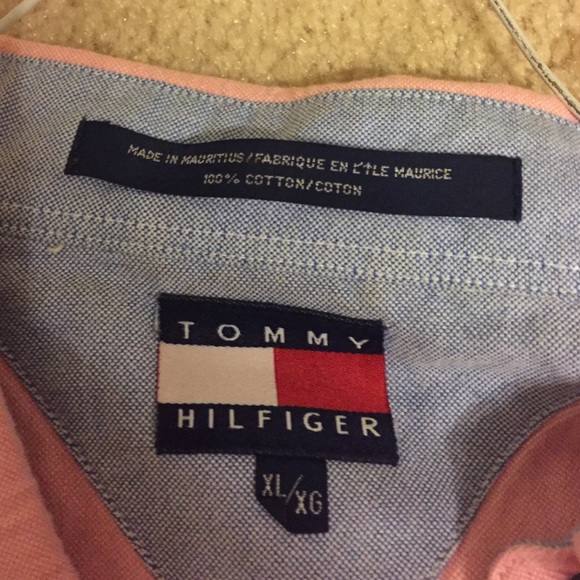 MADE IN MAURITIUS/FABRIQUE EN L'ÎLE MAURICE
100% COTTON/COTON
TOMMY
HILFIGER
XL/XG